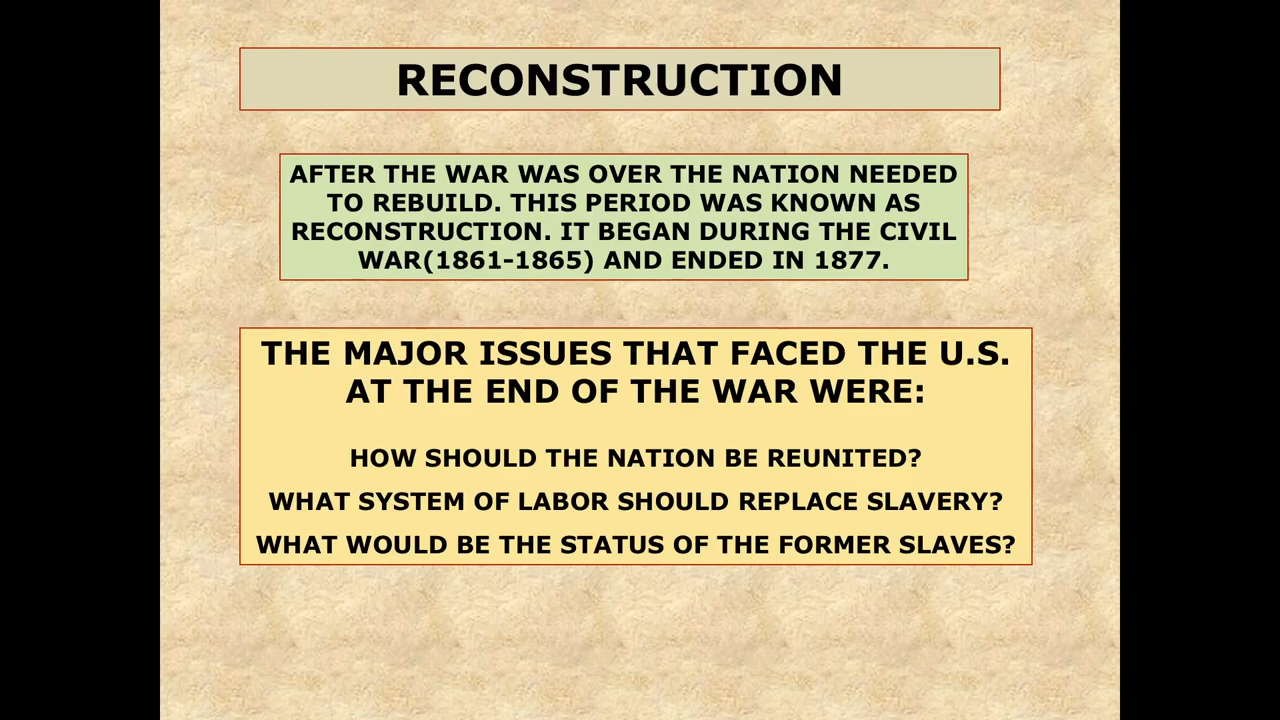 RECONSTRUCTION
AFTER THE WAR WAS OVER THE NATION NEEDED
TO REBUILD. THIS PERIOD WAS KNOWN AS
RECONSTRUCTION. IT BEGAN DURING THE CIVIL
WAR(1861-1865) AND ENDED IN 1877.
THE MAJOR ISSUES THAT FACED THE U.S.
AT THE END OF THE WAR WERE:
HOW SHOULD THE NATION BE REUNITED?
WHAT SYSTEM OF LABOR SHOULD REPLACE SLAVERY?
WHAT WOULD BE THE STATUS OF THE FORMER SLAVES?